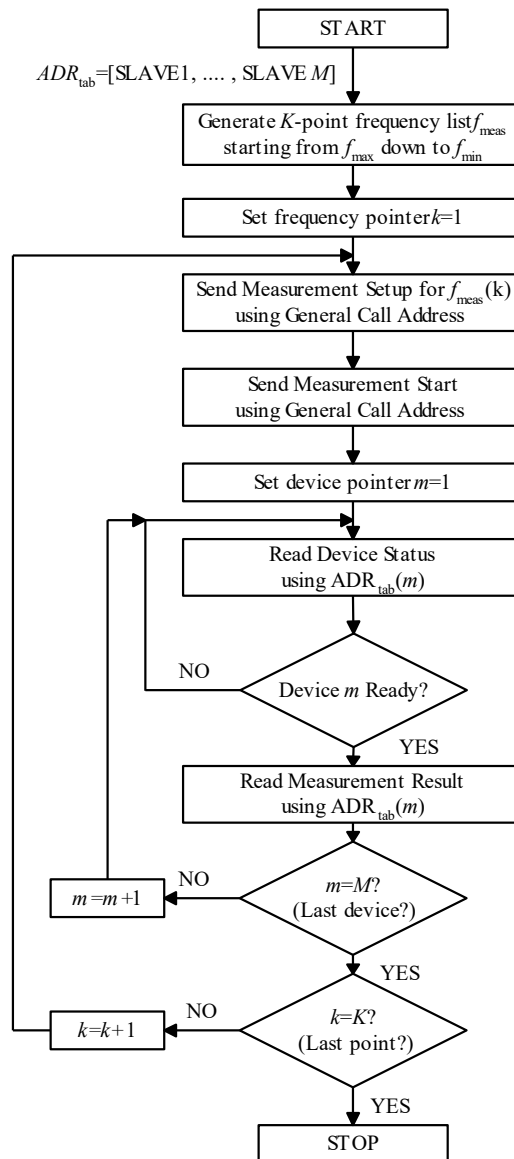 START
ADR_tab=[SLAVE1, .... , SLAVE M]
Generate K-point frequency list f_meas
starting from f_max down to f_min
Set frequency pointer k=1
Send Measurement Setup for f_meas(k)
using General Call Address
Send Measurement Start
using General Call Address
Set device pointer m=1
Read Device Status
using ADR_tab(m)
NO
Device m Ready?
YES
Read Measurement Result
using ADR_tab(m)
m=m+1
NO
m=M?
(Last device?)
YES
k=k+1
NO
k=K?
(Last point?)
YES
STOP